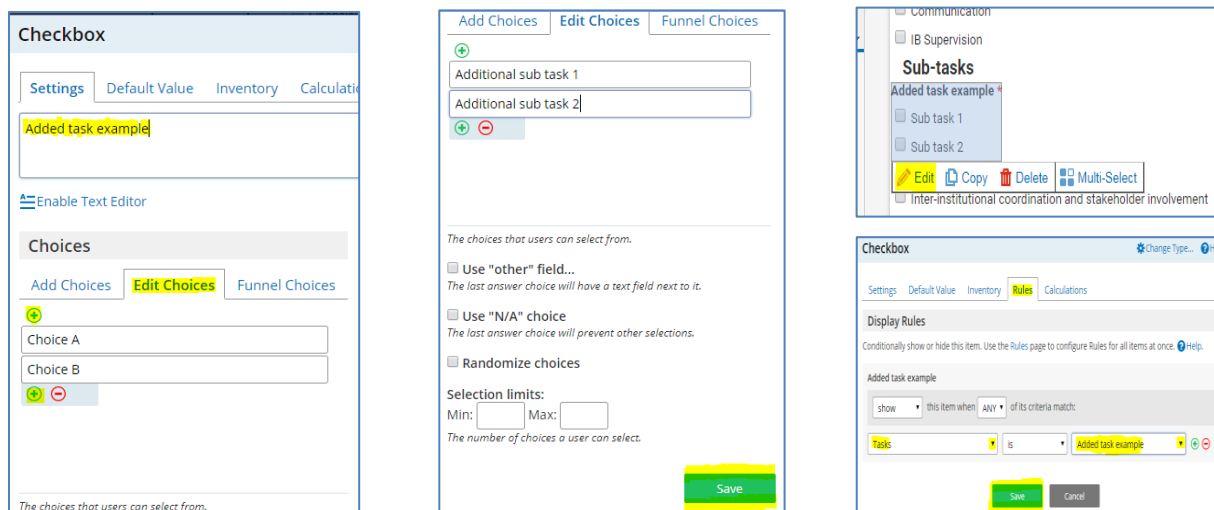 Checkbox
Settings Default Value Inventory
Added task example
Enable Text Editor
Choices
Add Choices Edit Choices Funnel Choices
Choice A
Choice B
The choices that users can select from.
Add Choices Edit Choices Funnel Choices
Additional sub task 1
Additional sub task 2
The choices that users can select from.
Use "other" field...
The last answer choice will have a text field next to it.
Use "N/A" choice
The last answer choice will prevent other selections.
Randomize choices
Selection limits:
Min: Max:
The number of choices a user can select.
Save
Communication
IB Supervision
Sub-tasks
Added task example *
Sub task 1
Sub task 2
Edit Copy Delete Multi-Select
Inter-institutional coordination and stakeholder involvement
Checkbox Change Type...
Settings Default Value Inventory Rules Calculations
Display Rules
Conditionally show or hide this item. Use the Rules page to configure Rules for all items at once. Help.
Added task example
show this item when ANY of its criteria match:
Tasks is Added task example
Save Cancel